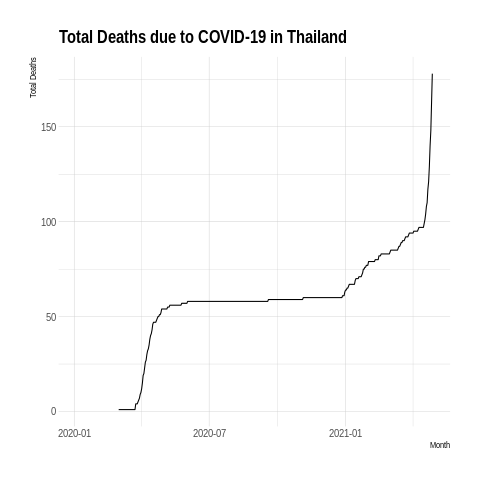 Total Deaths due to COVID-19 in Thailand
Total Deaths
150
100
50
0
2020-01 2020-07 2021-01
Month